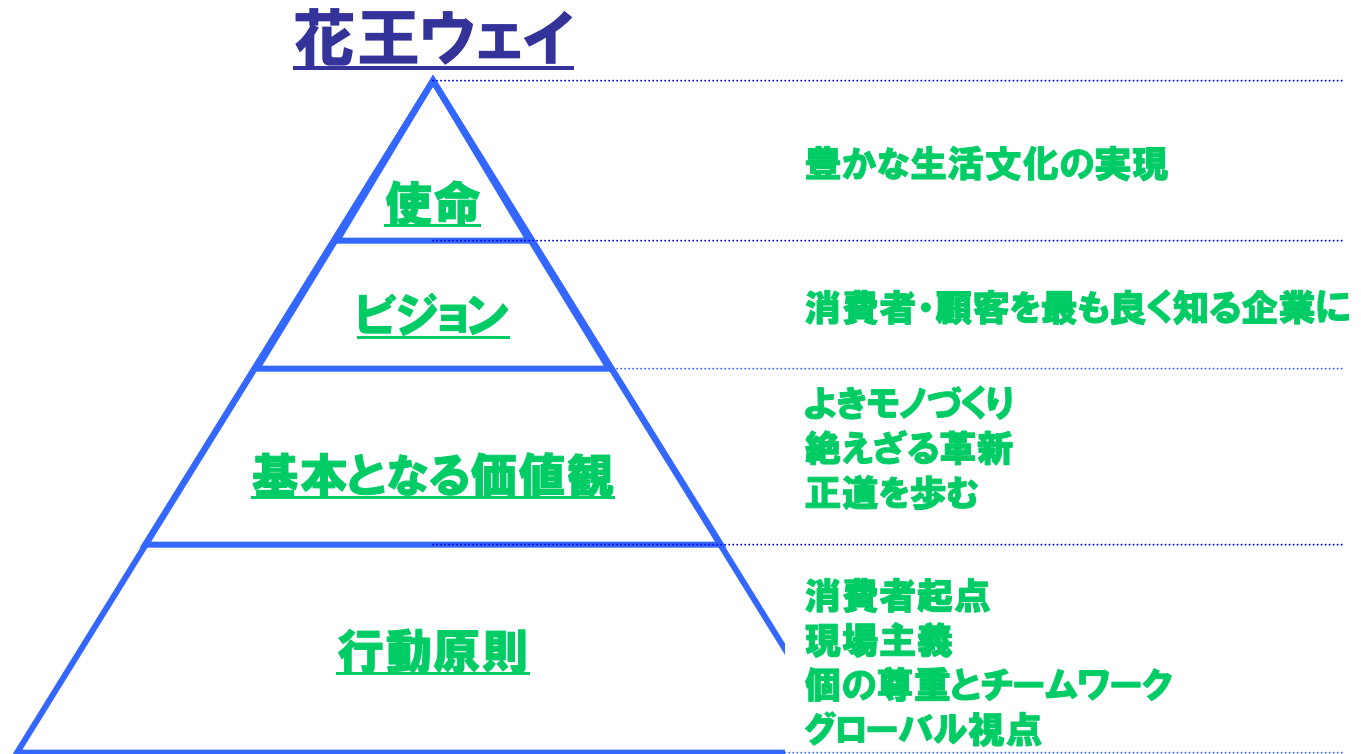 花王ウェイ
使命
豊かな生活文化の実現
ビジョン
消費者・顧客を最も良く知る企業に
基本となる価値観
よきモノづくり
絶えざる革新
正道を歩む
行動原則
消費者起点
現場主義
個の尊重とチームワーク
グローバル視点